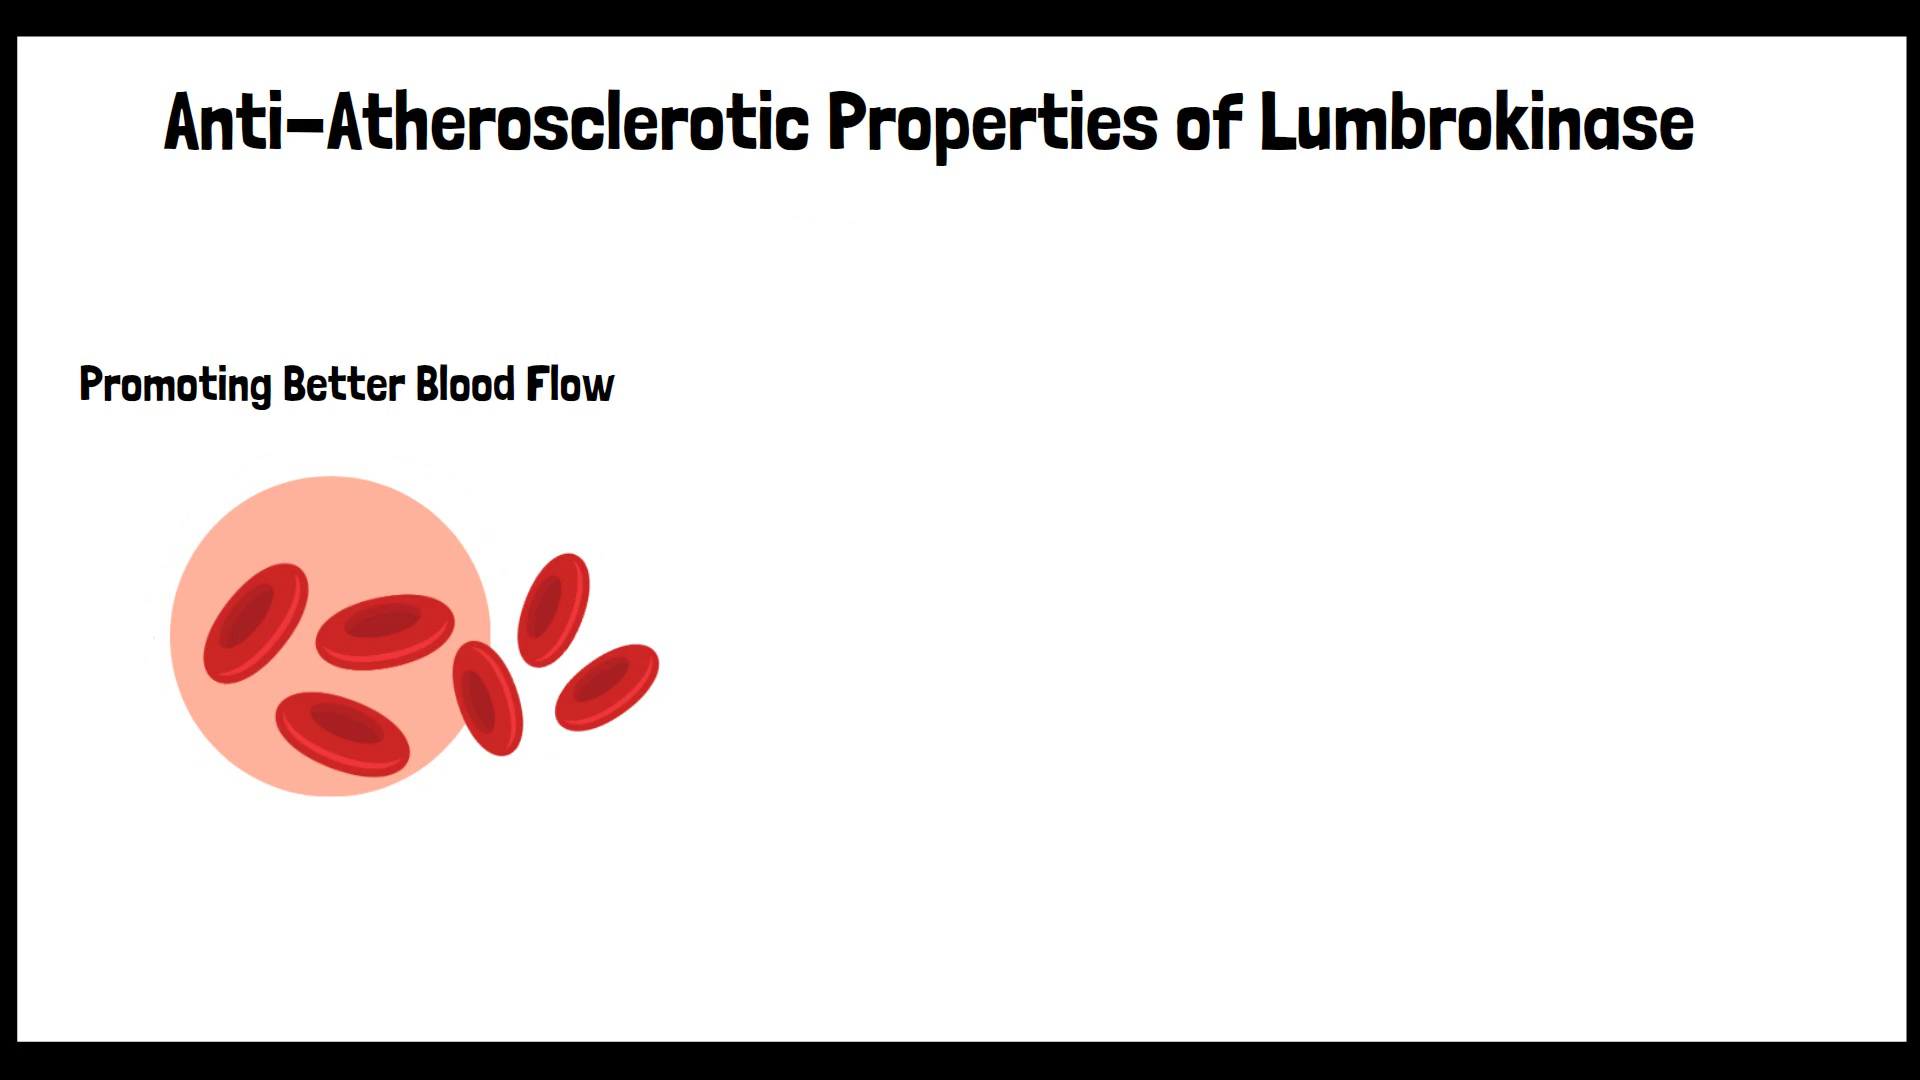 Anti-Atherosclerotic Properties of Lumbrokinase
Promoting Better Blood Flow